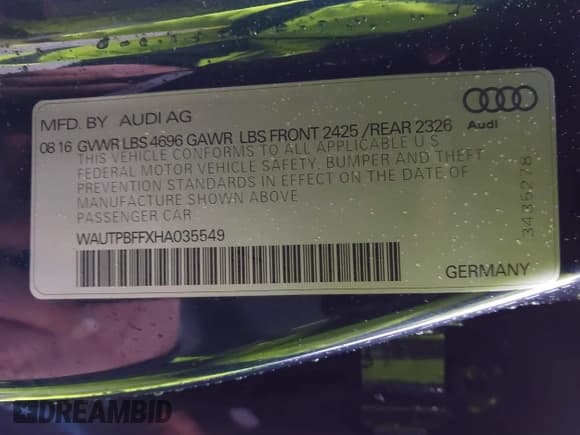 MFD. BY AUDI AG
08 16 GVWR LBS 4696 GAWR LBS FRONT 2425 /REAR 2326
THIS VEHICLE CONFORMS TO ALL APPLICABLE U S
FEDERAL MOTOR VEHICLE SAFETY, BUMPER AND THEFT
PREVENTION STANDARDS IN EFFECT ON THE DATE OF
MANUFACTURE SHOWN ABOVE
PASSENGER CAR
WAUTPBFFXHA035549
Audi
3435278
GERMANY
DREAMBID